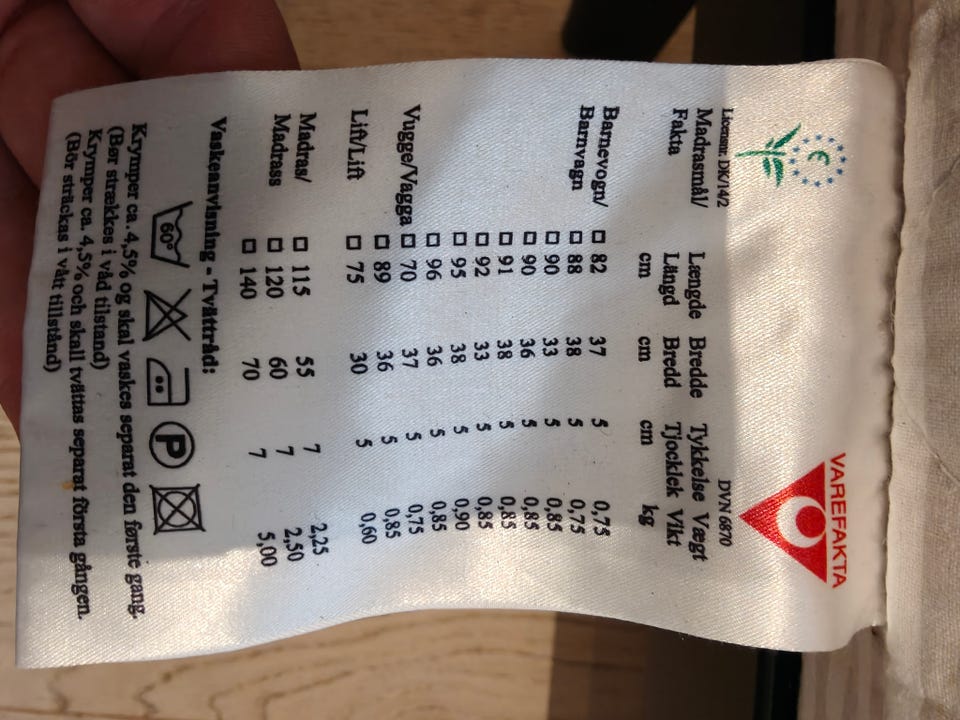 VAREFAKTA
Licensnr. DK/14/2 DVN 6870
Madrasmål/ Længde Bredde Tykkelse Vægt
Fakta Längd Bredd Tjocklek Vikt
cm cm cm kg
Barnevogn/ □ 82 37 5 0,75
Barnvagn □ 88 38 5 0,75
□ 90 33 5 0,85
□ 90 36 5 0,85
□ 91 38 5 0,85
□ 92 33 5 0,85
□ 95 38 5 0,90
□ 96 36 5 0,85
Vugge/Vagga □ 70 37 5 0,75
□ 89 36 5 0,85
Lift/Lift □ 75 30 5 0,60
Madras/ □ 115 55 7 2,25
Madrass □ 120 60 7 2,50
□ 140 70 7 5,00
Vaskeanvisning - Tvättråd:
60° P
Krymper ca. 4,5% og skal vaskes separat den første gang.
(Bør strækkes i våd tilstand)
Krymper ca. 4,5% och skall tvättas separat första gången.
(Bör sträckas i vått tillstånd)